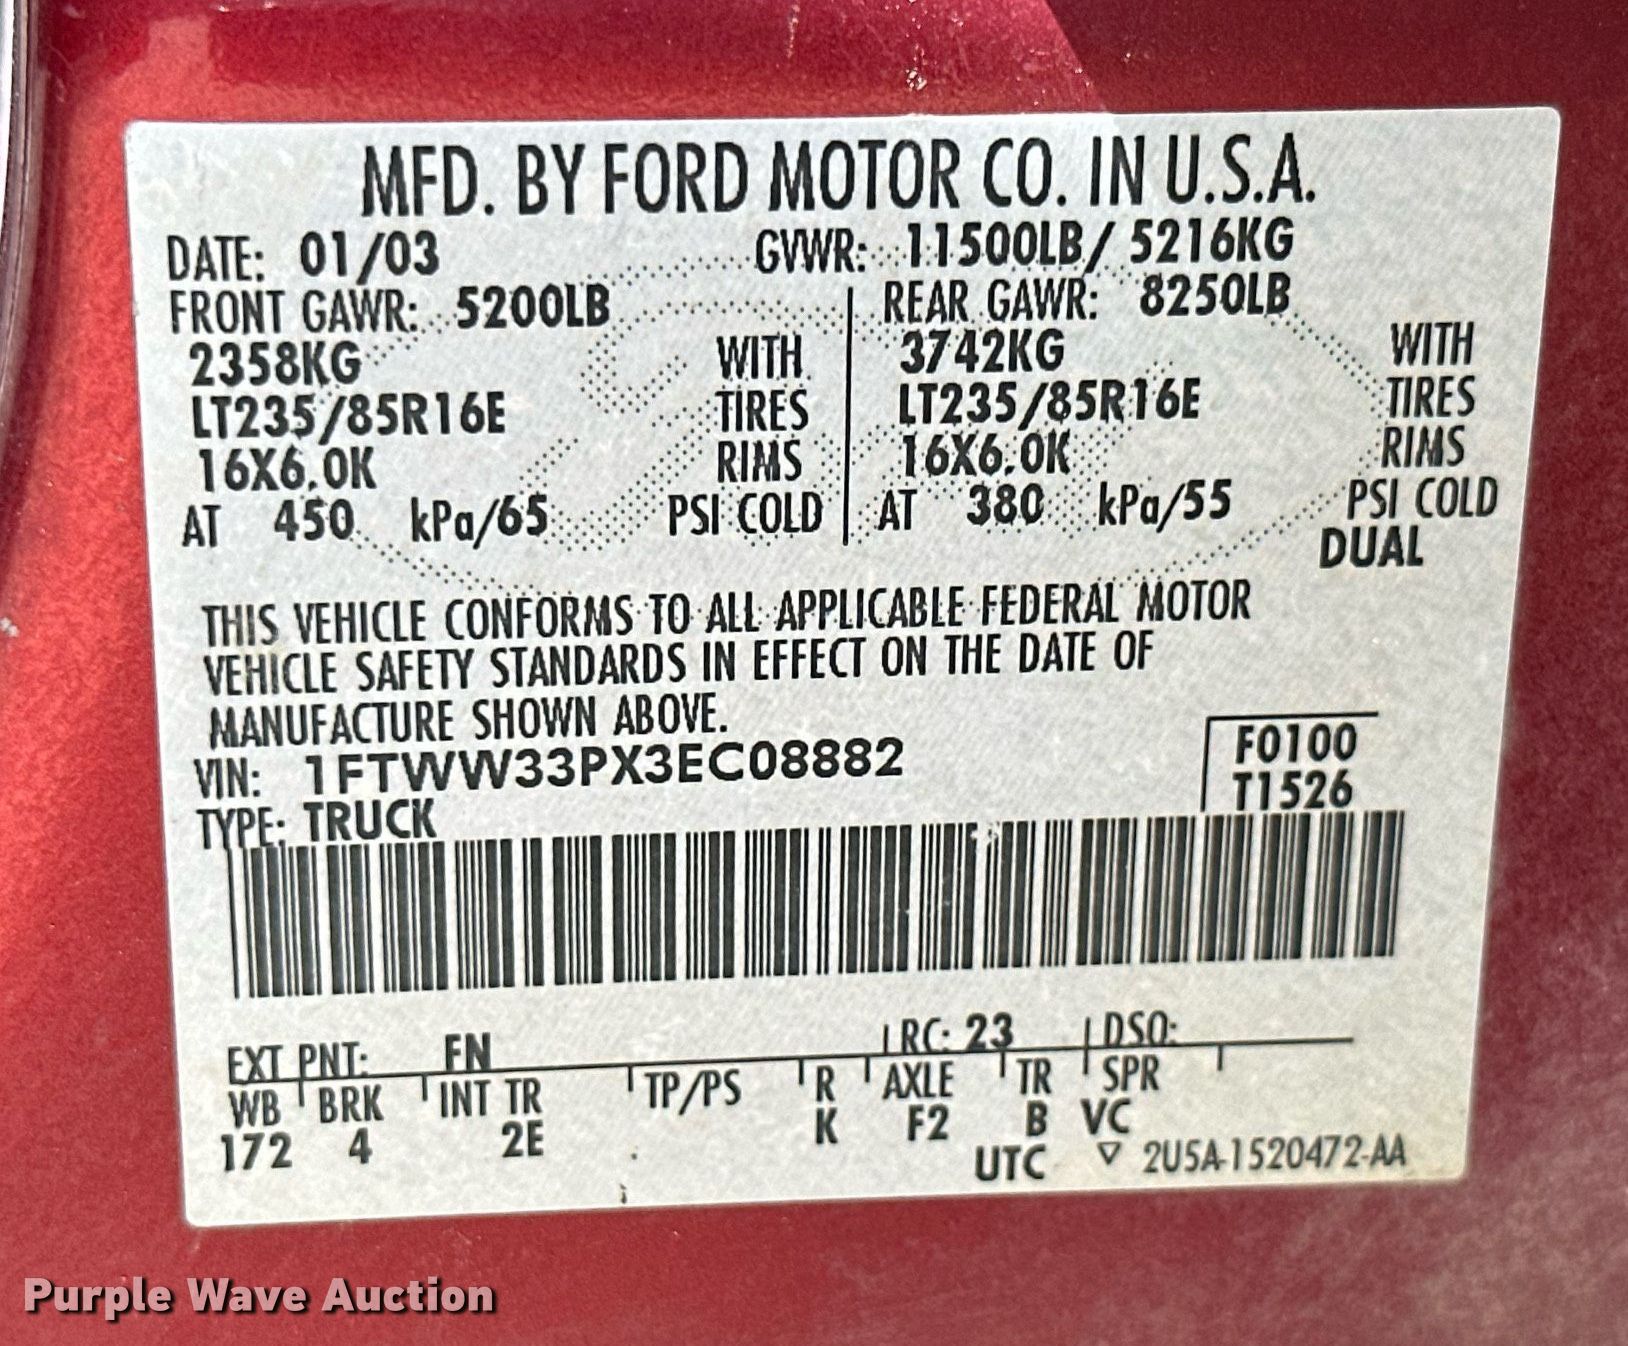 MFD. BY FORD MOTOR CO. IN U.S.A.
DATE: 01/03 GVWR: 11500LB/ 5216KG
FRONT GAWR: 5200LB REAR GAWR: 8250LB
2358KG WITH 3742KG WITH
LT235/85R16E TIRES LT235/85R16E TIRES
16X6.0K RIMS 16X6.0K RIMS
AT 450 kPa/65 PSI COLD AT 380 kPa/55 PSI COLD
DUAL
THIS VEHICLE CONFORMS TO ALL APPLICABLE FEDERAL MOTOR
VEHICLE SAFETY STANDARDS IN EFFECT ON THE DATE OF
MANUFACTURE SHOWN ABOVE.
VIN: 1FTWW33PX3EC08882 F0100
TYPE: TRUCK T1526
EXT PNT: FN RC: 23 DSO:
WB BRK INT TR TP/PS R AXLE TR SPR
172 4 2E K F2 B VC
UTC ▽ 2U5A-1520472-AA
Purple Wave Auction